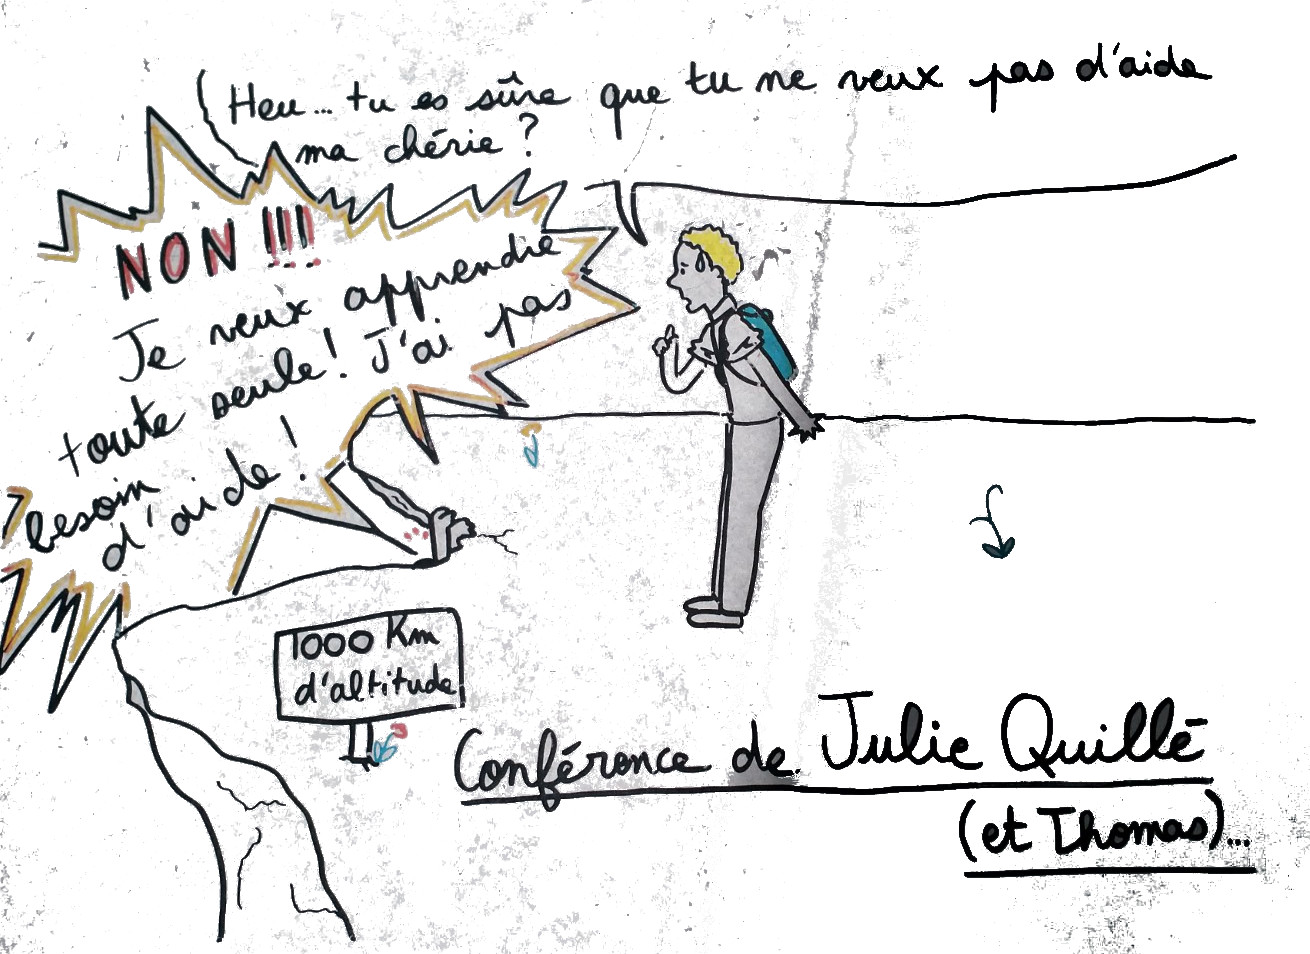 Heu... tu es sûre que tu ne veux pas d'aide
ma chérie ?
NON !!!
Je veux apprendre
toute seule ! J'ai pas
besoin
d'aide !
1000 Km
d'altitude
Conférence de Julie Quillé
(et Thomas)...